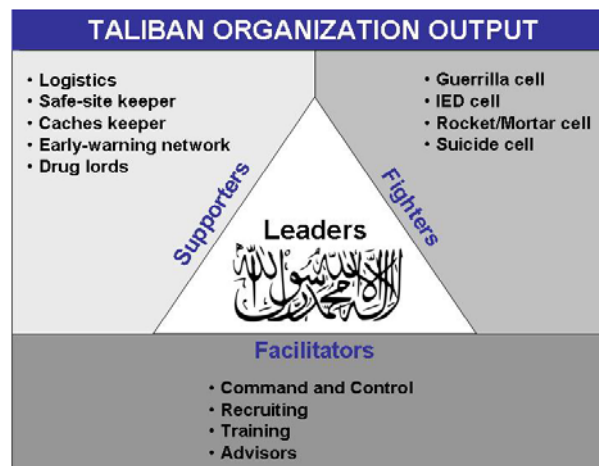 TALIBAN ORGANIZATION OUTPUT
• Logistics
• Safe-site keeper
• Caches keeper
• Early-warning network
• Drug lords
Supporters
• Guerrilla cell
• IED cell
• Rocket/Mortar cell
• Suicide cell
Fighters
Leaders
لا إله إلا الله محمد رسول الله
Facilitators
• Command and Control
• Recruiting
• Training
• Advisors